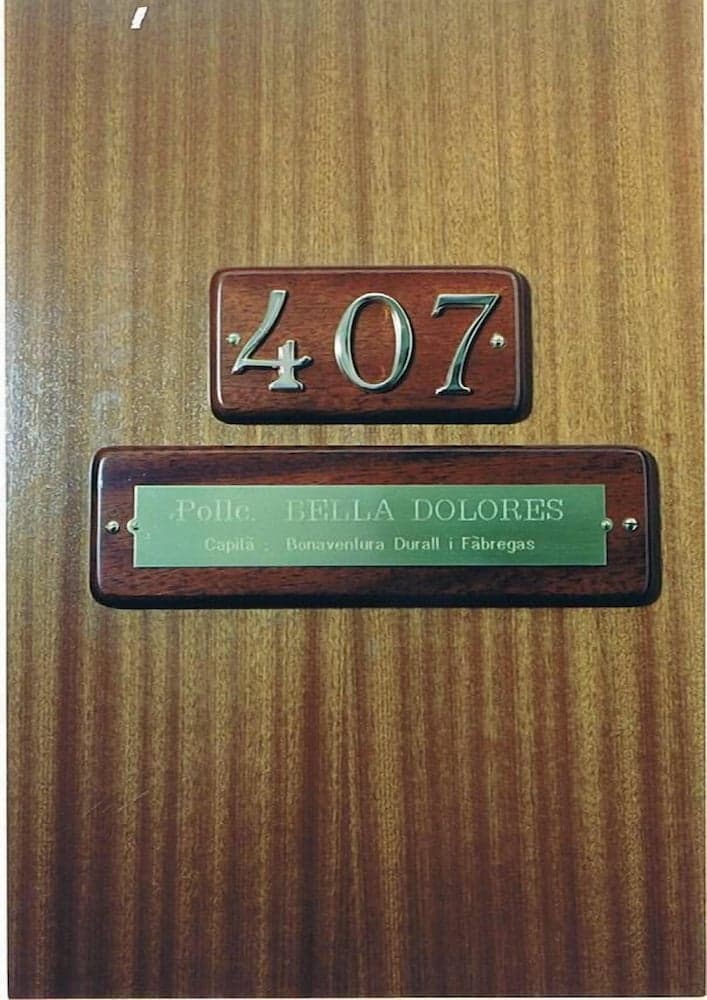 407
Pollc. BELLA DOLORES
Capità : Bonaventura Durall i Fàbregas